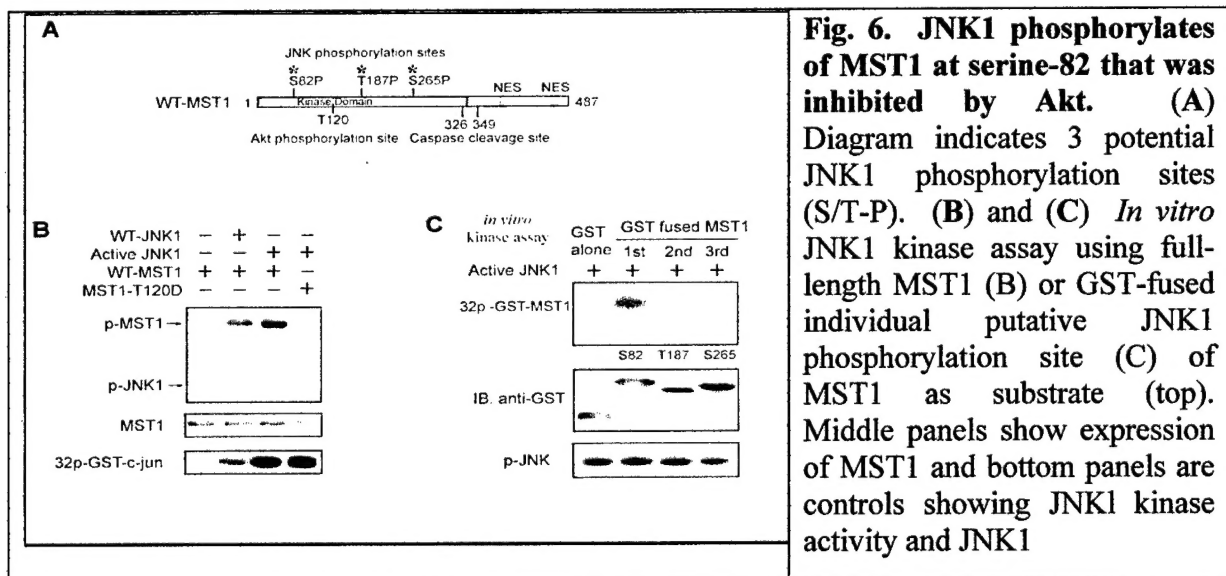 A
JNK phosphorylation sites
* * *
S82P T187P S265P
NES NES
WT-MST1 1 Kinase Domain 487
T120 326 349
Akt phosphorylation site Caspase cleavage site
B
WT-JNK1 – + – –
Active JNK1 – – + +
WT-MST1 + + + –
MST1-T120D – – – +
p-MST1
p-JNK1
MST1
32p-GST-c-jun
C
in vitro
kinase assay
GST
alone
GST fused MST1
1st 2nd 3rd
Active JNK1 + + + +
32p -GST-MST1
S82 T187 S265
IB. anti-GST
p-JNK
Fig. 6. JNK1 phosphorylates
of MST1 at serine-82 that was
inhibited by Akt. (A)
Diagram indicates 3 potential
JNK1 phosphorylation sites
(S/T-P). (B) and (C) In vitro
JNK1 kinase assay using full-
length MST1 (B) or GST-fused
individual putative JNK1
phosphorylation site (C) of
MST1 as substrate (top).
Middle panels show expression
of MST1 and bottom panels are
controls showing JNK1 kinase
activity and JNK1